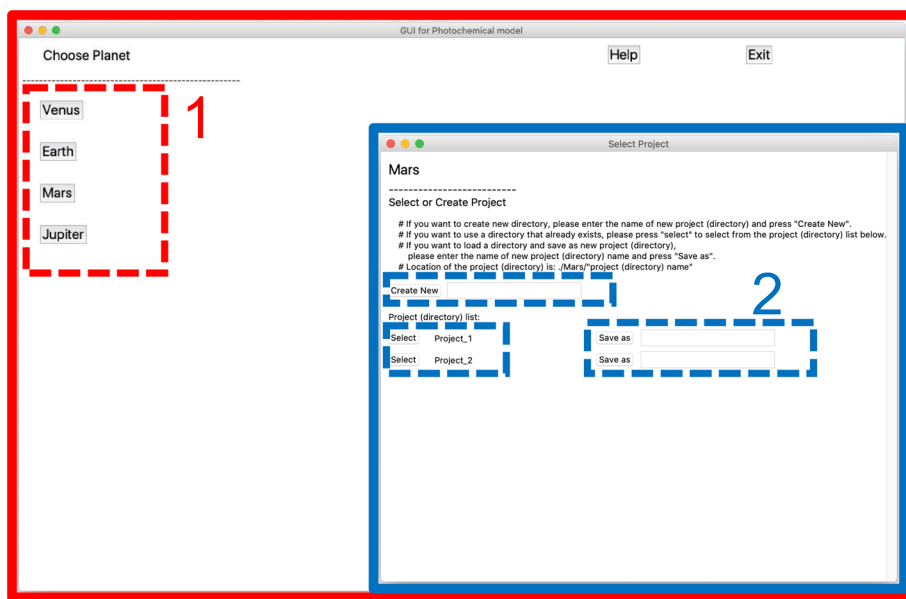 GUI for Photochemical model
Choose Planet
Help
Exit
-----------------------------------------------------
Venus
1
Earth
Mars
Jupiter
Select Project
Mars
--------------------------
Select or Create Project
# If you want to create new directory, please enter the name of new project (directory) and press "Create New".
# If you want to use a directory that already exists, please press "select" to select from the project (directory) list below.
# If you want to load a directory and save as new project (directory),
please enter the name of new project (directory) name and press "Save as".
# Location of the project (directory) is: ./Mars/"project (directory) name"
2
Create New
Project (directory) list:
Select Project_1 Save as
Select Project_2 Save as